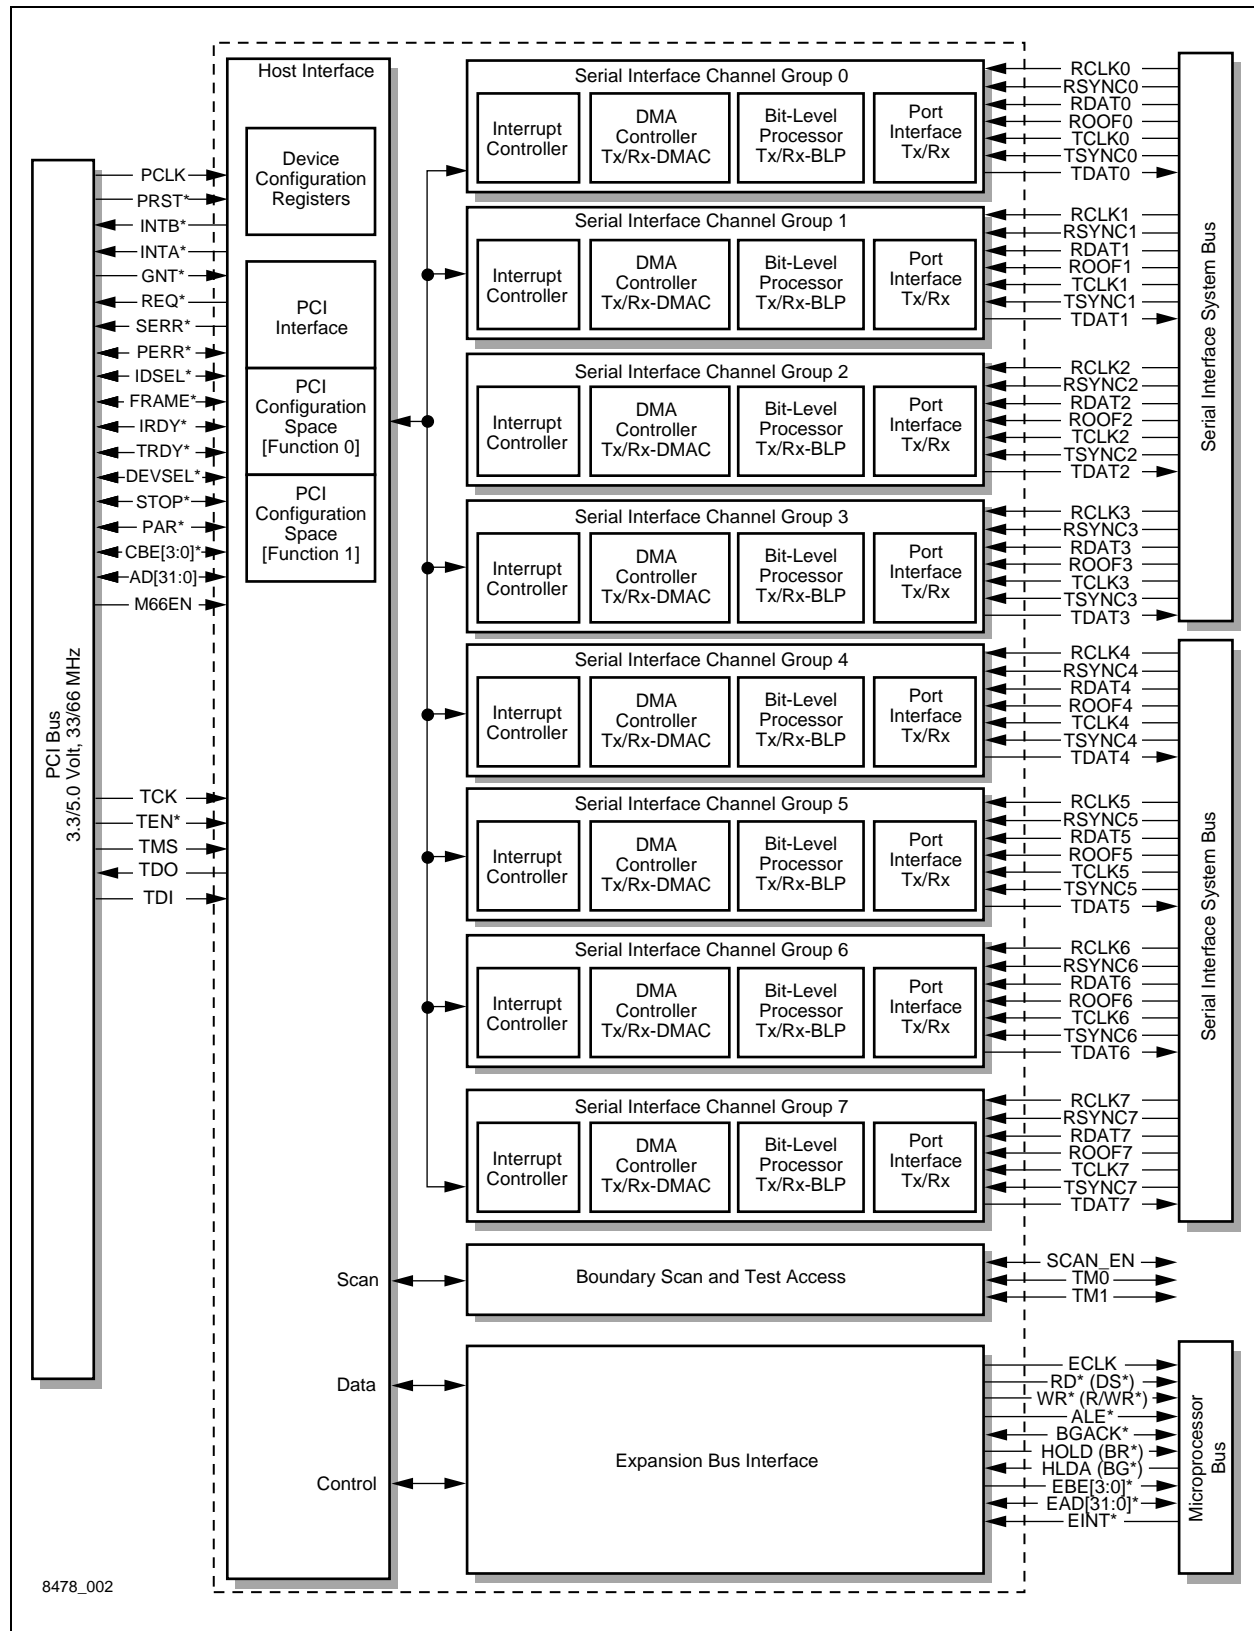 Host Interface
Device
Configuration
Registers
PCI
Interface
PCI
Configuration
Space
[Function 0]
PCI
Configuration
Space
[Function 1]
Scan
Data
Control
PCI Bus
3.3/5.0 Volt, 33/66 MHz
PCLK
PRST*
INTB*
INTA*
GNT*
REQ*
SERR*
PERR*
IDSEL*
FRAME*
IRDY*
TRDY*
DEVSEL*
STOP*
PAR*
CBE[3:0]*
AD[31:0]
M66EN
TCK
TEN*
TMS
TDO
TDI
Serial Interface Channel Group 0
Interrupt
Controller
DMA
Controller
Tx/Rx-DMAC
Bit-Level
Processor
Tx/Rx-BLP
Port
Interface
Tx/Rx
RCLK0
RSYNC0
RDAT0
ROOF0
TCLK0
TSYNC0
TDAT0
Serial Interface Channel Group 1
Interrupt
Controller
DMA
Controller
Tx/Rx-DMAC
Bit-Level
Processor
Tx/Rx-BLP
Port
Interface
Tx/Rx
RCLK1
RSYNC1
RDAT1
ROOF1
TCLK1
TSYNC1
TDAT1
Serial Interface Channel Group 2
Interrupt
Controller
DMA
Controller
Tx/Rx-DMAC
Bit-Level
Processor
Tx/Rx-BLP
Port
Interface
Tx/Rx
RCLK2
RSYNC2
RDAT2
ROOF2
TCLK2
TSYNC2
TDAT2
Serial Interface Channel Group 3
Interrupt
Controller
DMA
Controller
Tx/Rx-DMAC
Bit-Level
Processor
Tx/Rx-BLP
Port
Interface
Tx/Rx
RCLK3
RSYNC3
RDAT3
ROOF3
TCLK3
TSYNC3
TDAT3
Serial Interface System Bus
Serial Interface Channel Group 4
Interrupt
Controller
DMA
Controller
Tx/Rx-DMAC
Bit-Level
Processor
Tx/Rx-BLP
Port
Interface
Tx/Rx
RCLK4
RSYNC4
RDAT4
ROOF4
TCLK4
TSYNC4
TDAT4
Serial Interface Channel Group 5
Interrupt
Controller
DMA
Controller
Tx/Rx-DMAC
Bit-Level
Processor
Tx/Rx-BLP
Port
Interface
Tx/Rx
RCLK5
RSYNC5
RDAT5
ROOF5
TCLK5
TSYNC5
TDAT5
Serial Interface Channel Group 6
Interrupt
Controller
DMA
Controller
Tx/Rx-DMAC
Bit-Level
Processor
Tx/Rx-BLP
Port
Interface
Tx/Rx
RCLK6
RSYNC6
RDAT6
ROOF6
TCLK6
TSYNC6
TDAT6
Serial Interface Channel Group 7
Interrupt
Controller
DMA
Controller
Tx/Rx-DMAC
Bit-Level
Processor
Tx/Rx-BLP
Port
Interface
Tx/Rx
RCLK7
RSYNC7
RDAT7
ROOF7
TCLK7
TSYNC7
TDAT7
Serial Interface System Bus
Boundary Scan and Test Access
SCAN_EN
TM0
TM1
Expansion Bus Interface
ECLK
RD* (DS*)
WR* (R/WR*)
ALE*
BGACK*
HOLD (BR*)
HLDA (BG*)
EBE[3:0]*
EAD[31:0]*
EINT*
Microprocessor
Bus
8478_002